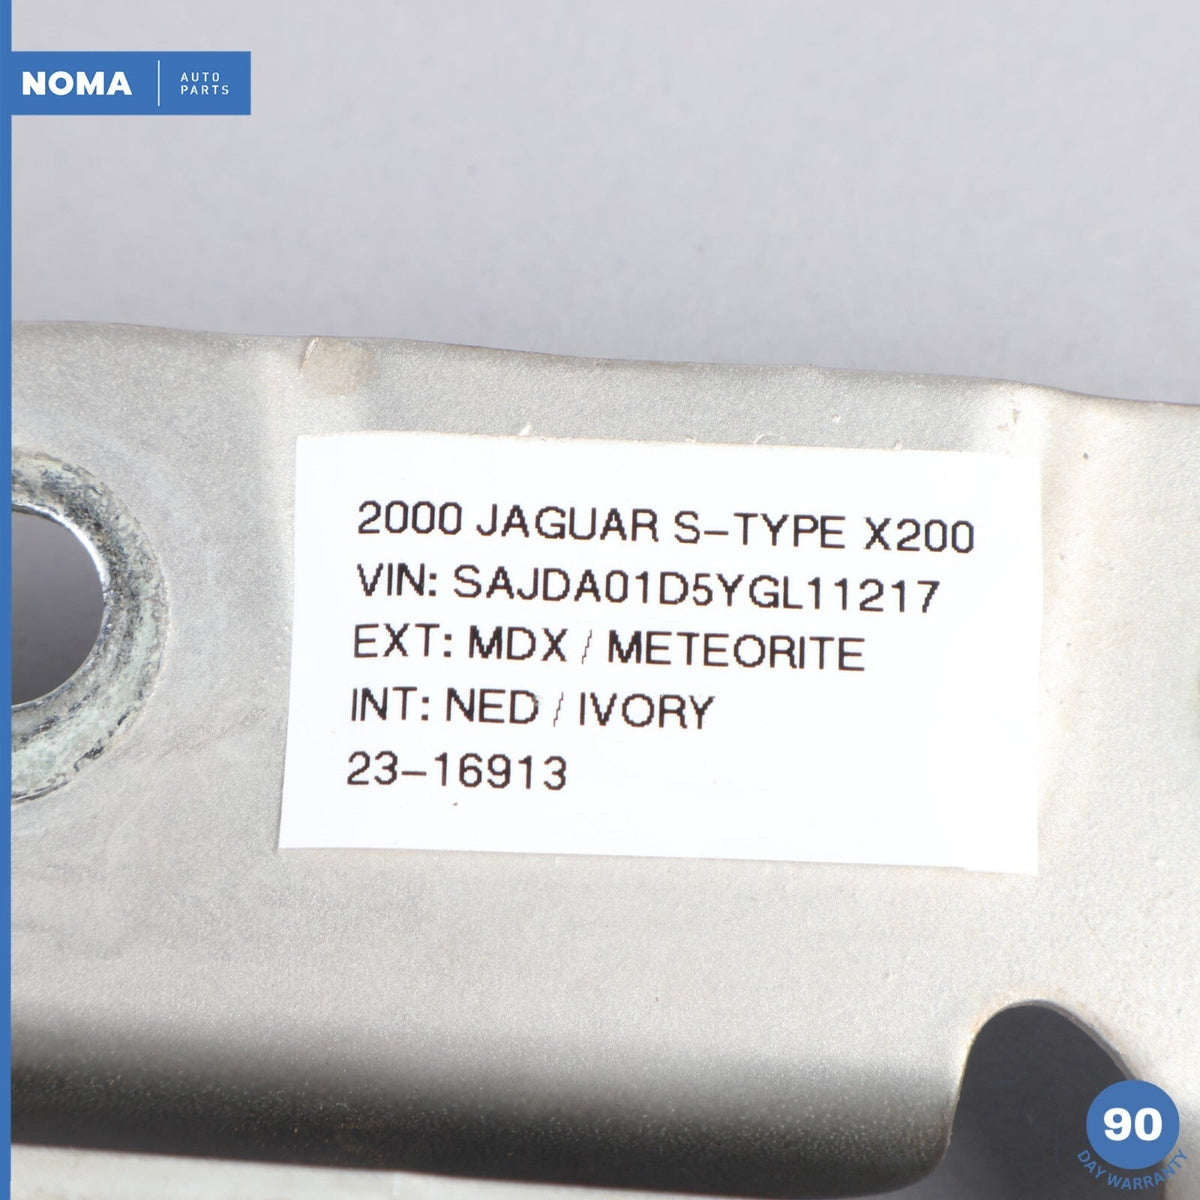 NOMA
AUTO
PARTS
2000 JAGUAR S-TYPE X200
VIN: SAJDA01D5YGL11217
EXT: MDX / METEORITE
INT: NED / IVORY
23-16913
90
DAY WARRANTY